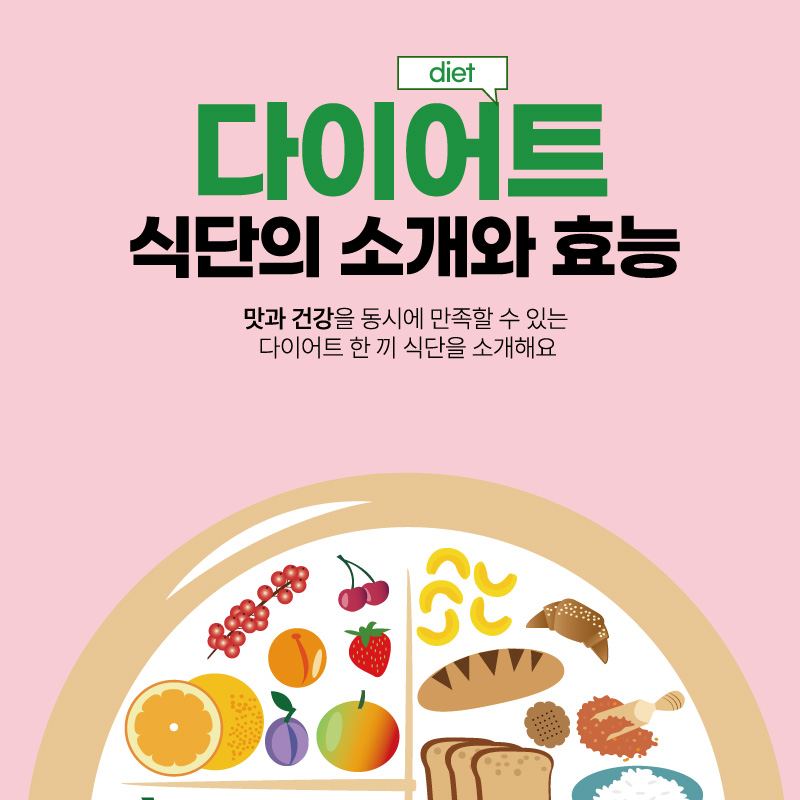 diet
다이어트
식단의 소개와 효능
맛과 건강을 동시에 만족할 수 있는
다이어트 한 끼 식단을 소개해요